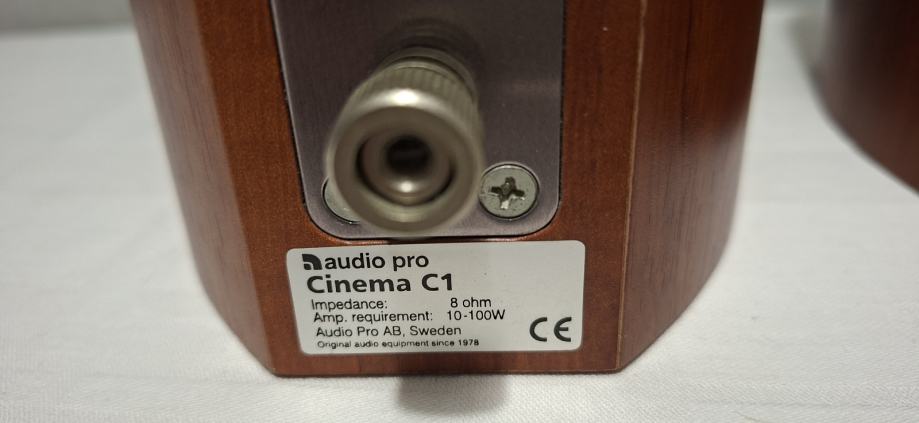 audio pro
Cinema C1
Impedance: 8 ohm
Amp. requirement: 10-100W
Audio Pro AB, Sweden
Original audio equipment since 1978
CE